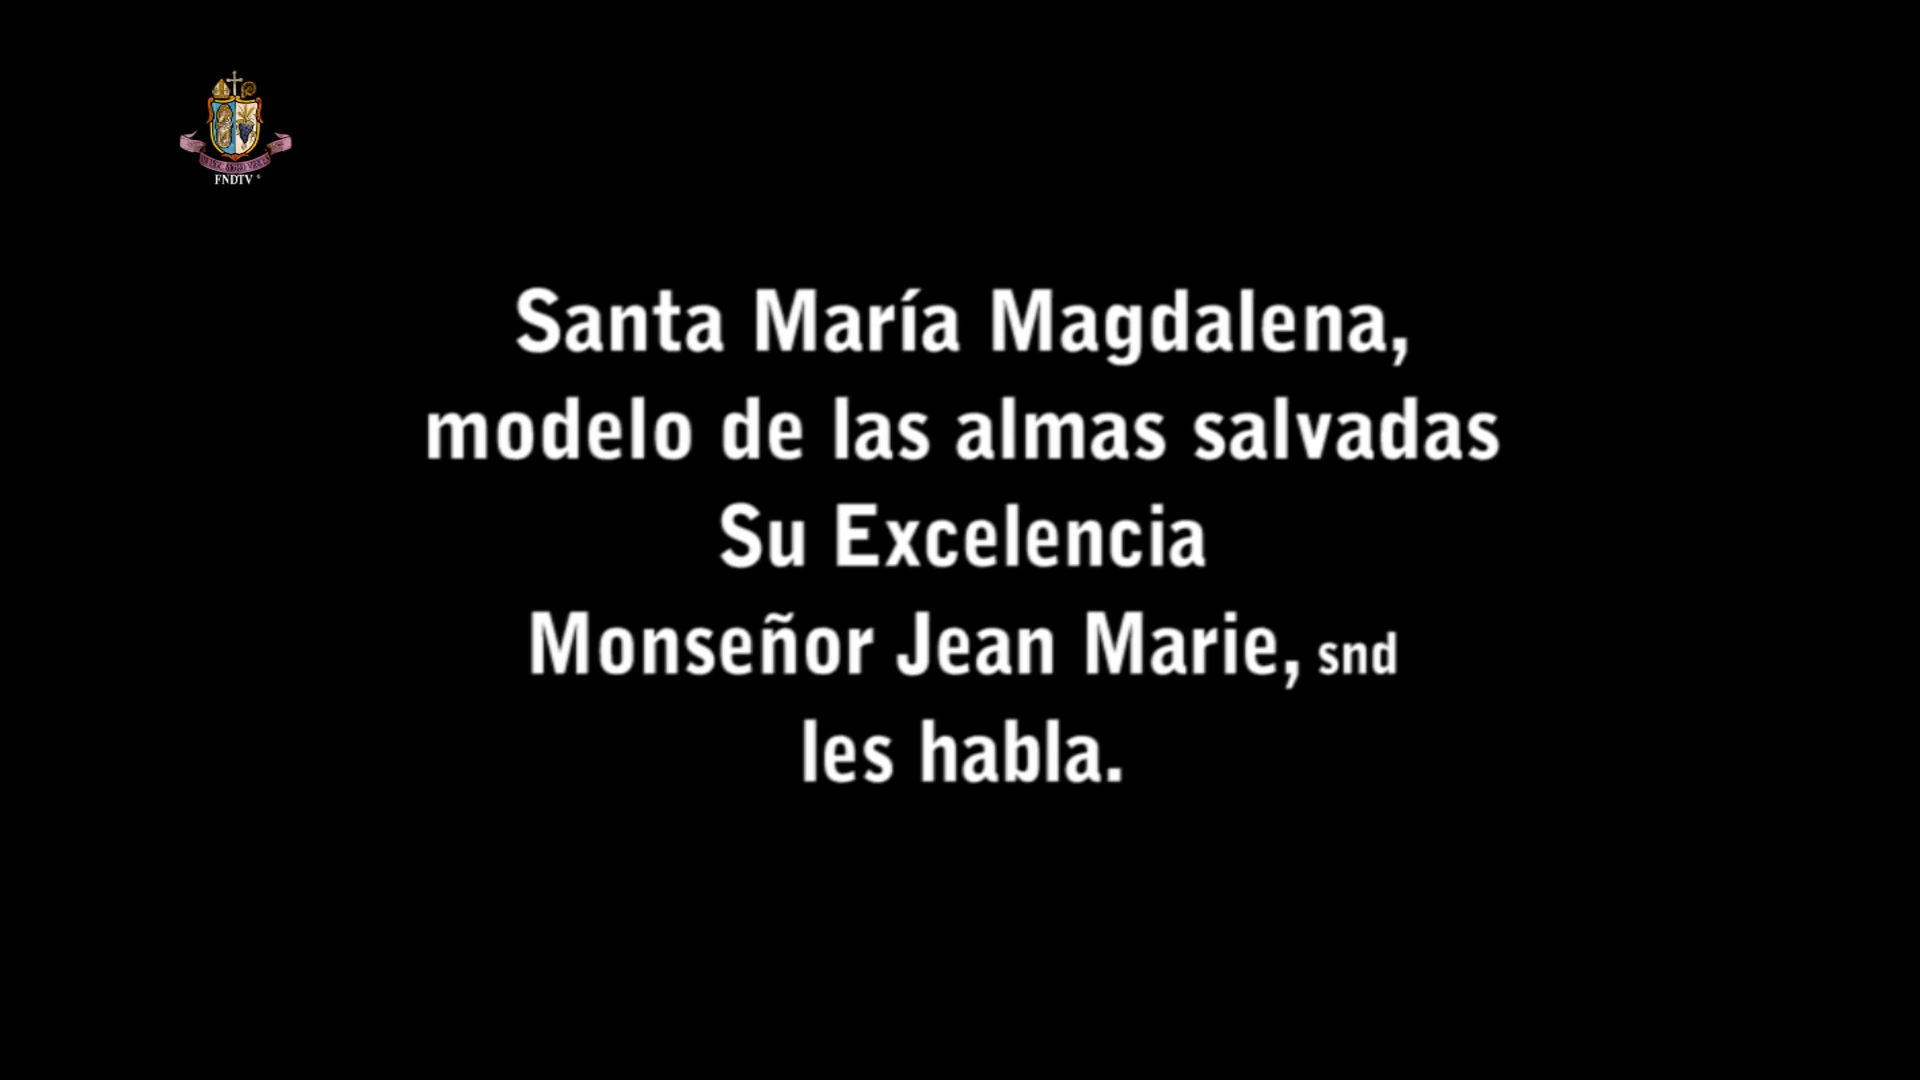 FNDTV
Santa María Magdalena,
modelo de las almas salvadas
Su Excelencia
Monseñor Jean Marie, snd
les habla.